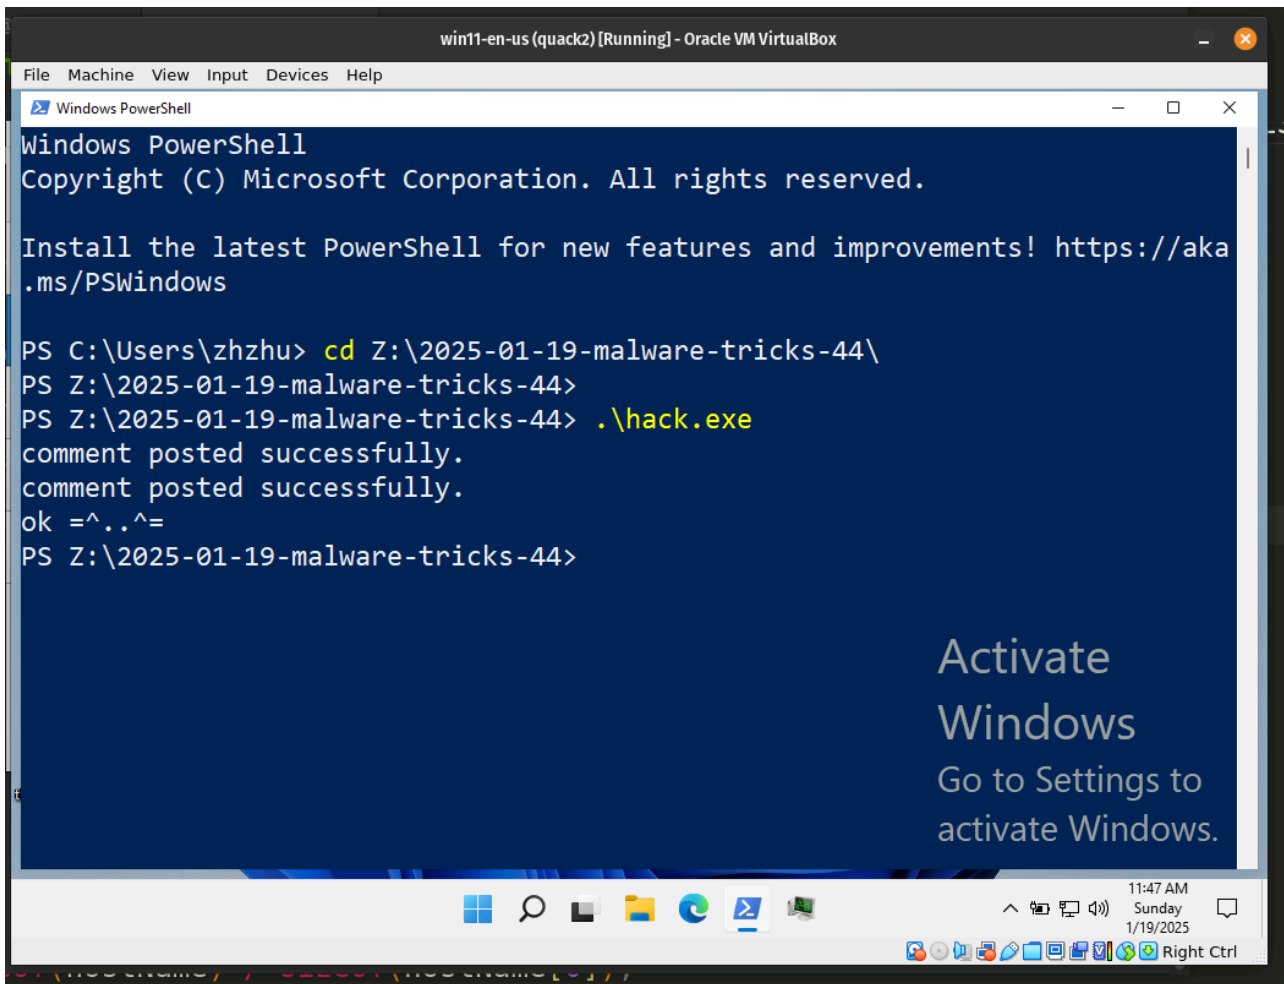 win11-en-us (quack2) [Running] - Oracle VM VirtualBox
File Machine View Input Devices Help
Windows PowerShell
Windows PowerShell
Copyright (C) Microsoft Corporation. All rights reserved.
Install the latest PowerShell for new features and improvements! https://aka
.ms/PSWindows
PS C:\Users\zhzhu> cd Z:\2025-01-19-malware-tricks-44\
PS Z:\2025-01-19-malware-tricks-44>
PS Z:\2025-01-19-malware-tricks-44> .\hack.exe
comment posted successfully.
comment posted successfully.
ok =^..^=
PS Z:\2025-01-19-malware-tricks-44>
Activate
Windows
Go to Settings to
activate Windows.
11:47 AM
Sunday
1/19/2025
Right Ctrl